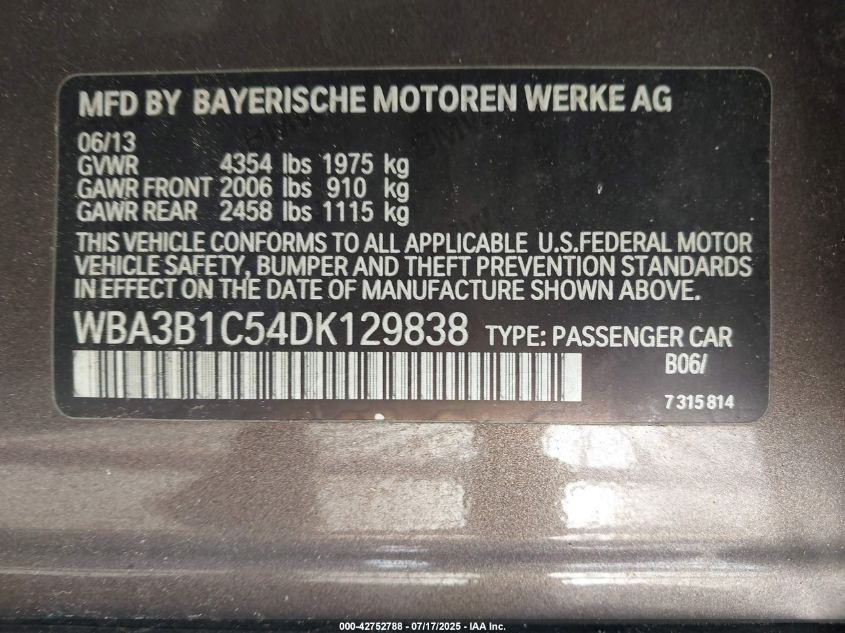 MFD BY BAYERISCHE MOTOREN WERKE AG
06/13
GVWR 4354 lbs 1975 kg
GAWR FRONT 2006 lbs 910 kg
GAWR REAR 2458 lbs 1115 kg
THIS VEHICLE CONFORMS TO ALL APPLICABLE U.S.FEDERAL MOTOR
VEHICLE SAFETY, BUMPER AND THEFT PREVENTION STANDARDS
IN EFFECT ON THE DATE OF MANUFACTURE SHOWN ABOVE.
WBA3B1C54DK129838 TYPE: PASSENGER CAR
B06/
7 315 814
000-42752788 - 07/17/2025 - IAA Inc.